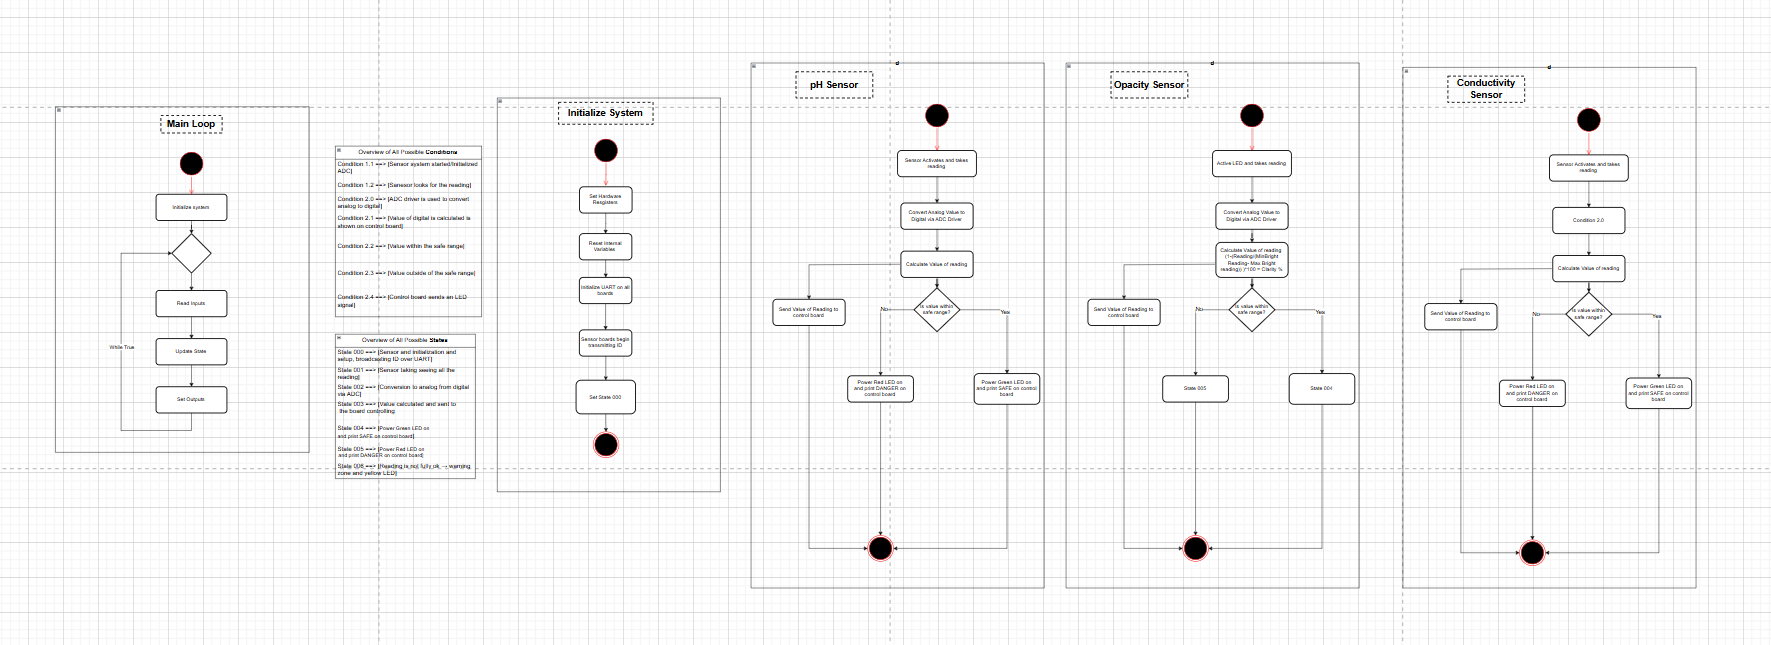 Main Loop
Initialize system
Read Inputs
Update State
Set Outputs
While True
Overview of All Possible Conditions
Condition 1.1 ==> [Sensor system started/Initialized
ADC]
Condition 1.2 ==> [Sanesor looks for the reading]
Condition 2.0 ==> [ADC driver is used to convert
analog to digital]
Condition 2.1 ==> [Value of digital is calculated is
shown on control board]
Condition 2.2 ==> [Value within the safe range]
Condition 2.3 ==> [Value outside of the safe range]
Condition 2.4 ==> [Control board sends an LED
signal]
Overview of All Possible States
State 000 ==> [Sensor and initialization and
setup, broadcasting ID over UART]
State 001 ==> [Sensor taking seeing all the
reading]
State 002 ==> [Conversion to analog from digital
via ADC]
State 003 ==> [Value calculated and sent to
the board controlling
State 004 ==> [Power Green LED on
and print SAFE on control board]
State 005 ==> [Power Red LED on
and print DANGER on control board]
State 006 ==> [Reading is not fully ok → warning
zone and yellow LED]
Initialize System
Set Hardware
Resgisters
Reset Internal
Variables
Initialize UART on all
boards
Sensor boards begin
transmitting ID
Set State 000
d
pH Sensor
Sensor Activates and takes
reading
Convert Analog Value to
Digital via ADC Driver
Calculate Value of reading
Send Value of Reading to
control board
No
Is value within
safe range?
Yes
Power Red LED on
and print DANGER on
control board
Power Green LED on
and print SAFE on control
board
d
Opacity Sensor
Active LED and takes reading
Convert Analog Value to
Digital via ADC Driver
Calculate Value of reading
(1-(Reading/(MinBright
Reading- Max Bright
reading)) )*100 = Clarity %
Send Value of Reading to
control board
No
Is value within
safe range?
Yes
State 005
State 004
d
Conductivity
Sensor
Sensor Activates and takes
reading
Condition 2.0
Calculate Value of reading
Send Value of Reading to
control board
No
Is value within
safe range?
Yes
Power Red LED on
and print DANGER on
control board
Power Green LED on
and print SAFE on control
board